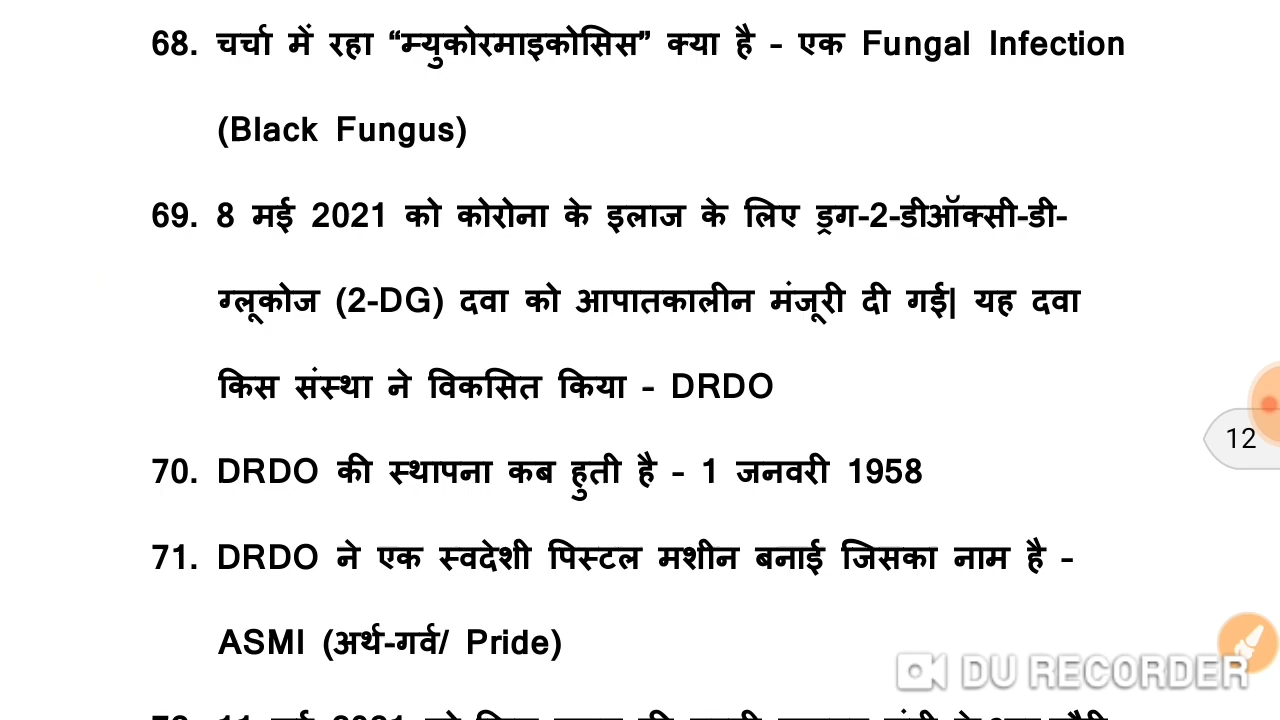 68. चर्चा में रहा “म्युकोरमाइकोसिस” क्या है – एक Fungal Infection
(Black Fungus)
69. 8 मई 2021 को कोरोना के इलाज के लिए ड्रग-2-डीऑक्सी-डी-
ग्लूकोज (2-DG) दवा को आपातकालीन मंजूरी दी गई| यह दवा
किस संस्था ने विकसित किया – DRDO
12
70. DRDO की स्थापना कब हुती है – 1 जनवरी 1958
71. DRDO ने एक स्वदेशी पिस्टल मशीन बनाई जिसका नाम है –
ASMI (अर्थ-गर्व/ Pride)
DU RECORDER